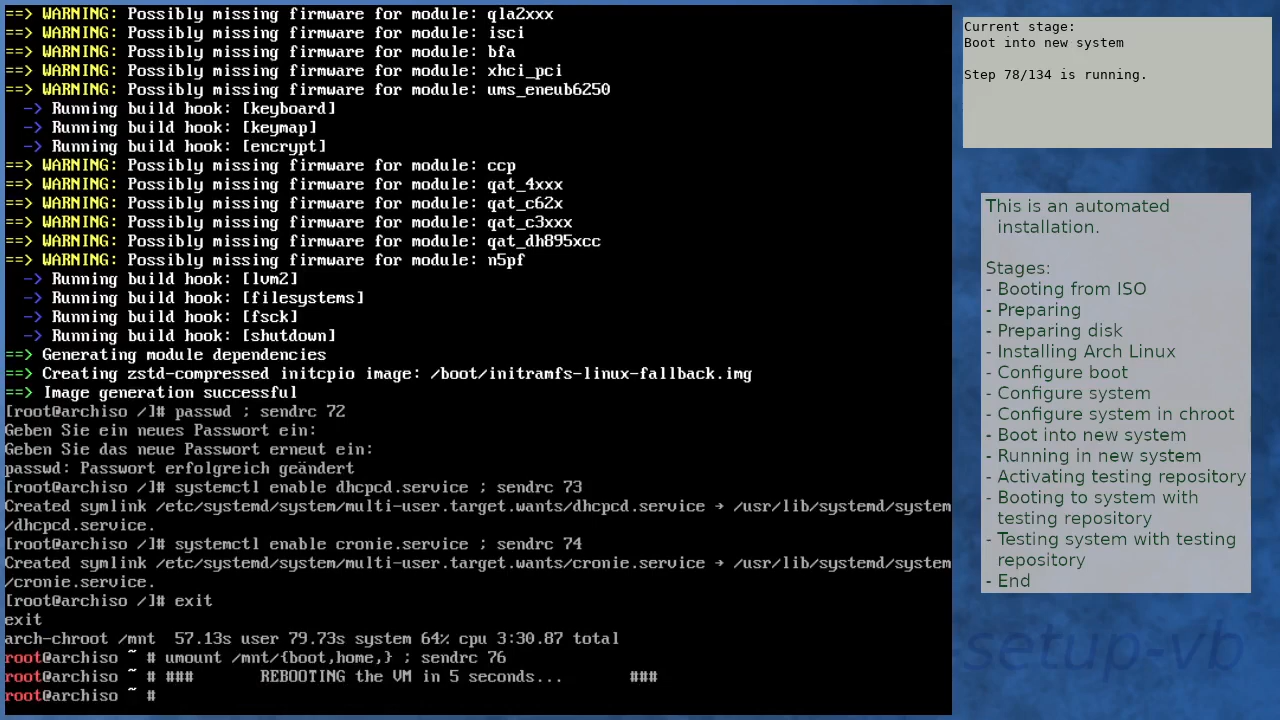 ==> WARNING: Possibly missing firmware for module: qla2xxx
==> WARNING: Possibly missing firmware for module: isci
==> WARNING: Possibly missing firmware for module: bfa
==> WARNING: Possibly missing firmware for module: xhci_pci
==> WARNING: Possibly missing firmware for module: ums_eneub6250
  -> Running build hook: [keyboard]
  -> Running build hook: [keymap]
  -> Running build hook: [encrypt]
==> WARNING: Possibly missing firmware for module: ccp
==> WARNING: Possibly missing firmware for module: qat_4xxx
==> WARNING: Possibly missing firmware for module: qat_c62x
==> WARNING: Possibly missing firmware for module: qat_c3xxx
==> WARNING: Possibly missing firmware for module: qat_dh895xcc
==> WARNING: Possibly missing firmware for module: n5pf
  -> Running build hook: [lvm2]
  -> Running build hook: [filesystems]
  -> Running build hook: [fsck]
  -> Running build hook: [shutdown]
==> Generating module dependencies
==> Creating zstd-compressed initcpio image: /boot/initramfs-linux-fallback.img
==> Image generation successful
[root@archiso /]# passwd ; sendrc 72
Geben Sie ein neues Passwort ein:
Geben Sie das neue Passwort erneut ein:
passwd: Passwort erfolgreich geändert
[root@archiso /]# systemctl enable dhcpcd.service ; sendrc 73
Created symlink /etc/systemd/system/multi-user.target.wants/dhcpcd.service → /usr/lib/systemd/system
/dhcpcd.service.
[root@archiso /]# systemctl enable cronie.service ; sendrc 74
Created symlink /etc/systemd/system/multi-user.target.wants/cronie.service → /usr/lib/systemd/system
/cronie.service.
[root@archiso /]# exit
exit
arch-chroot /mnt  57.13s user 79.73s system 64% cpu 3:30.87 total
root@archiso ~ # umount /mnt/{boot,home,} ; sendrc 76
root@archiso ~ # ###       REBOOTING the VM in 5 seconds...       ###
root@archiso ~ #
Current stage:
Boot into new system
Step 78/134 is running.
This is an automated
installation.
Stages:
- Booting from ISO
- Preparing
- Preparing disk
- Installing Arch Linux
- Configure boot
- Configure system
- Configure system in chroot
- Boot into new system
- Running in new system
- Activating testing repository
- Booting to system with
testing repository
- Testing system with testing
repository
- End
setup-vb